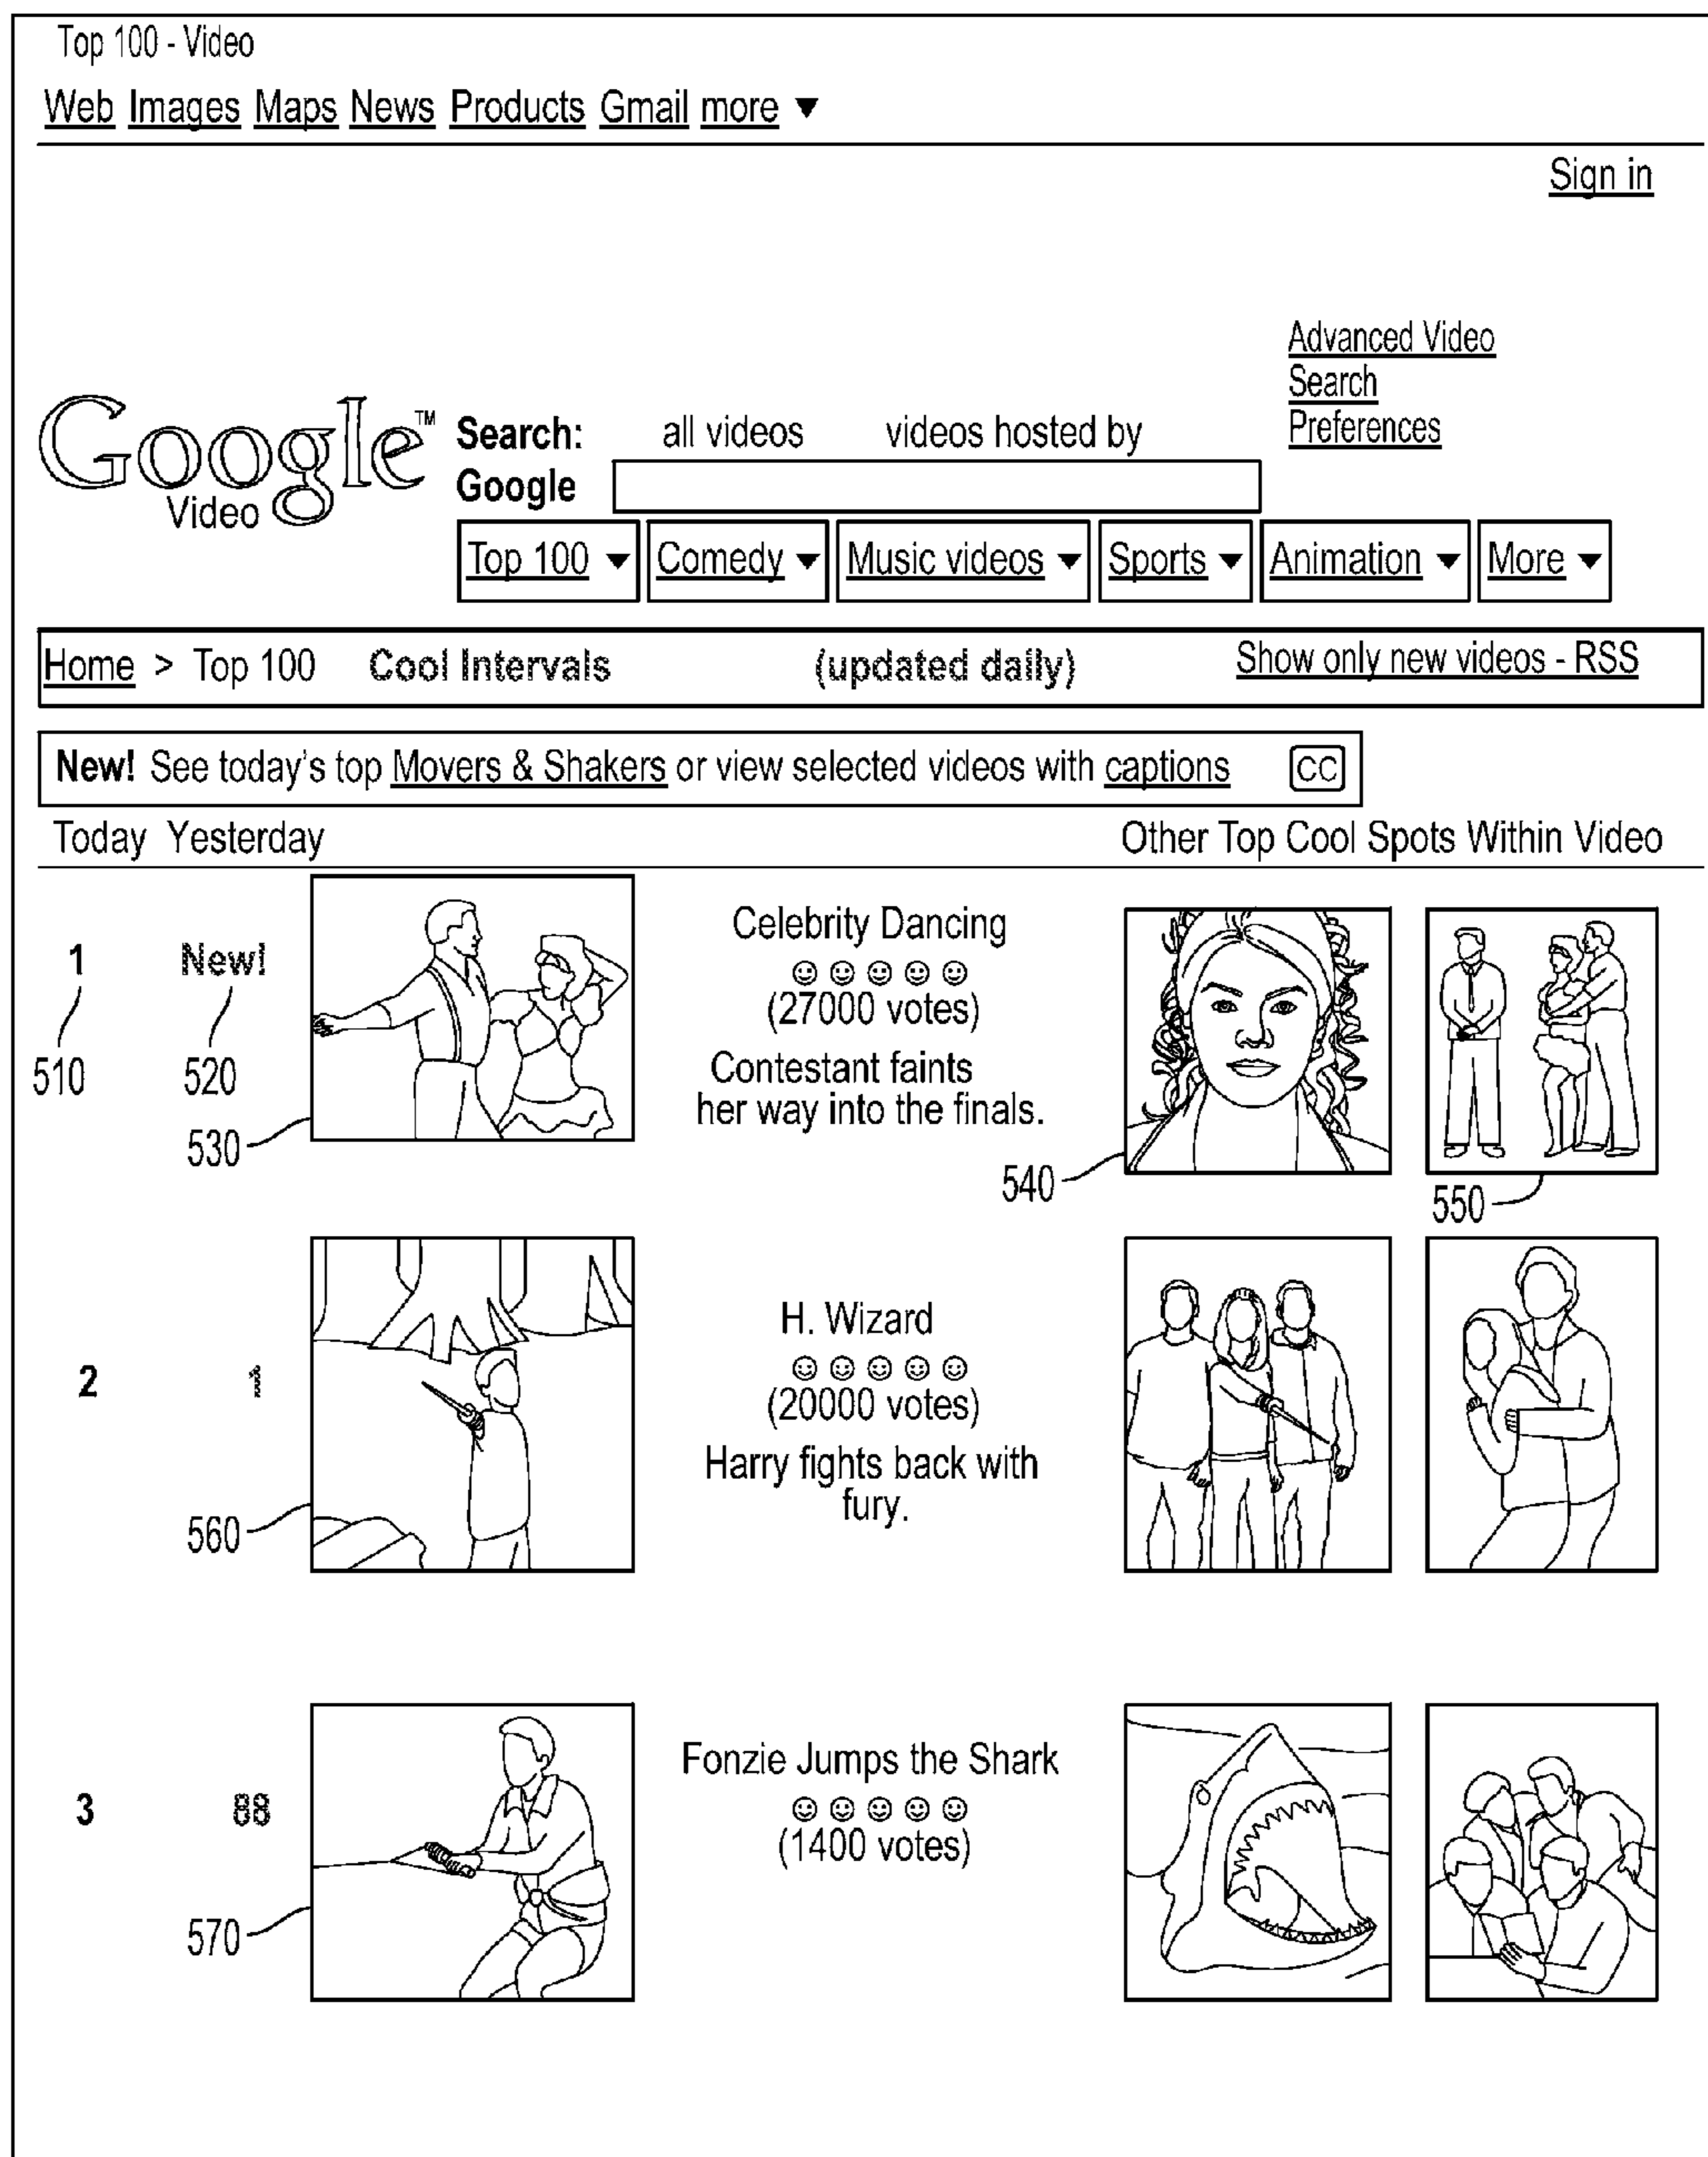 Top 100 - Video
Web Images Maps News Products Gmail more ▼
Sign in
Advanced Video
Search
Preferences
Google™
Video
Search: all videos videos hosted by
Google
Top 100 ▼ Comedy ▼ Music videos ▼ Sports ▼ Animation ▼ More ▼
Home > Top 100 Cool Intervals (updated daily) Show only new videos - RSS
New! See today's top Movers & Shakers or view selected videos with captions CC
Today Yesterday Other Top Cool Spots Within Video
1 New!
Celebrity Dancing
(27000 votes)
Contestant faints
her way into the finals.
510 520
530
540
550
2 1
H. Wizard
(20000 votes)
Harry fights back with
fury.
560
3 88
Fonzie Jumps the Shark
(1400 votes)
570